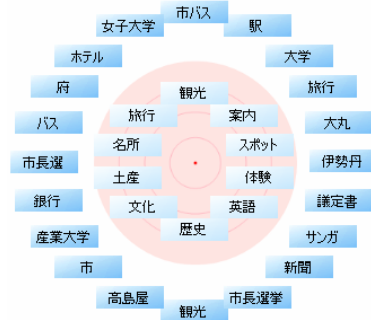 市バス
女子大学
駅
ホテル
大学
府
観光
旅行
旅行
案内
バス
大丸
名所
スポット
市長選
伊勢丹
土産
体験
銀行
議定書
文化
英語
歴史
産業大学
サンガ
市
新聞
高島屋
市長選挙
観光